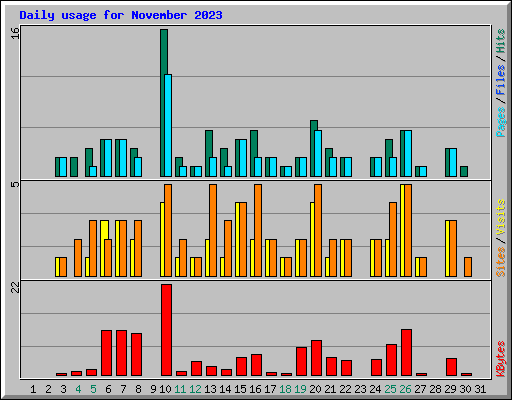 Daily usage for November 2023
16
Pages / Files / Hits
5
Sites / Visits
22
KBytes
1 2 3 4 5 6 7 8 9 10 11 12 13 14 15 16 17 18 19 20 21 22 23 24 25 26 27 28 29 30 31